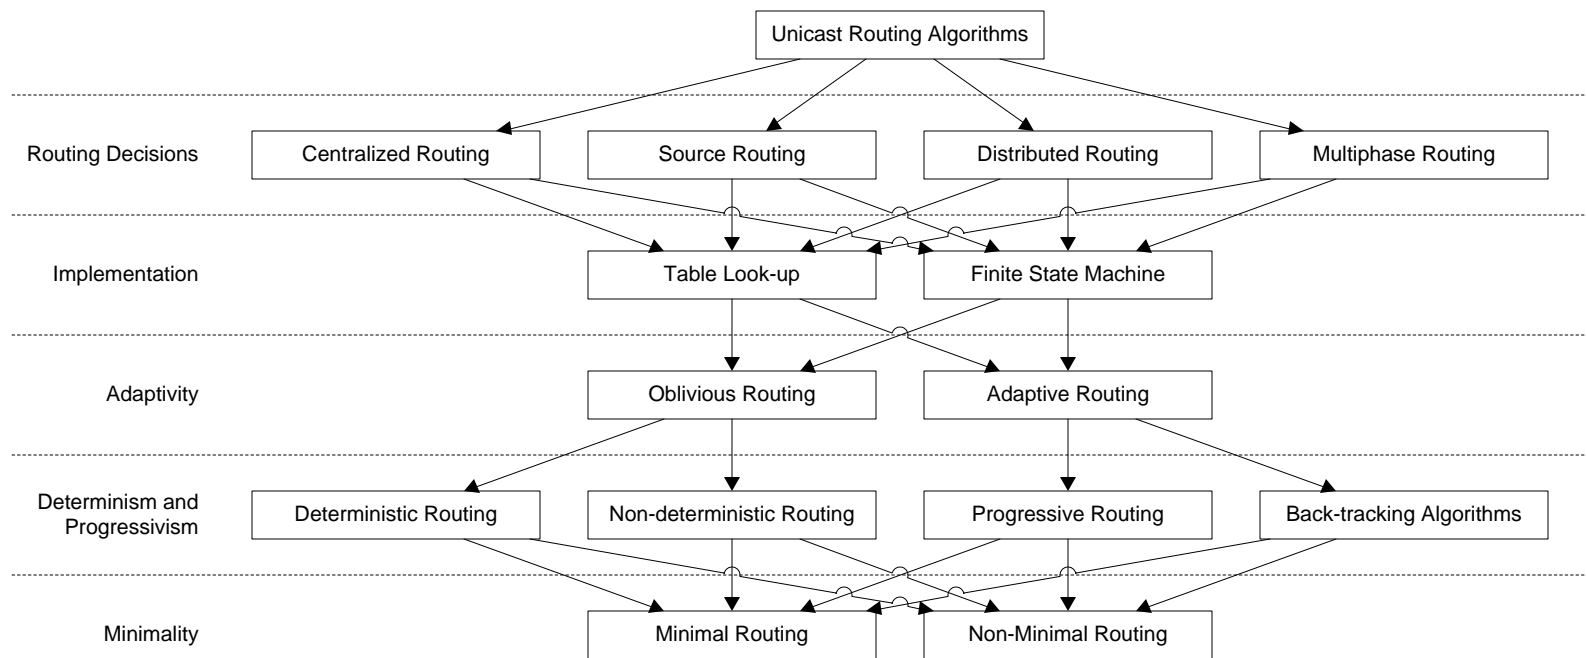 Unicast Routing Algorithms
Routing Decisions
Centralized Routing
Source Routing
Distributed Routing
Multiphase Routing
Implementation
Table Look-up
Finite State Machine
Adaptivity
Oblivious Routing
Adaptive Routing
Determinism and
Progressivism
Deterministic Routing
Non-deterministic Routing
Progressive Routing
Back-tracking Algorithms
Minimality
Minimal Routing
Non-Minimal Routing